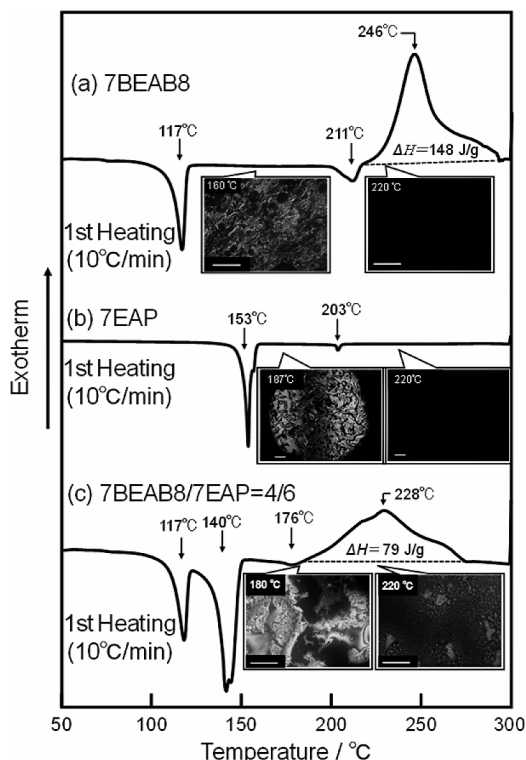 246°C
(a) 7BEAB8
117°C
211°C
ΔH=148 J/g
160°C
220°C
1st Heating
(10°C/min)
Exotherm
(b) 7EAP
153°C
203°C
1st Heating
(10°C/min)
187°C
220°C
(c) 7BEAB8/7EAP=4/6
117°C
140°C
176°C
228°C
ΔH=79 J/g
180 °C
220 °C
1st Heating
(10°C/min)
50 100 150 200 250 300
Temperature / °C